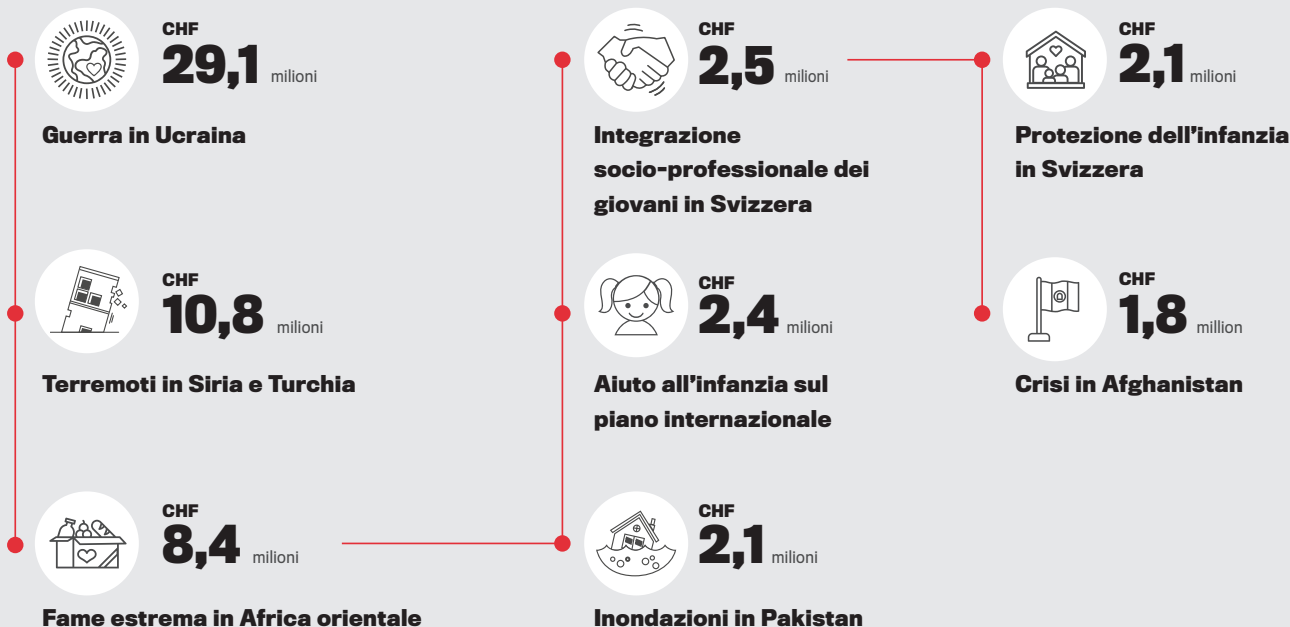 CHF
29,1 milioni
Guerra in Ucraina
CHF
10,8 milioni
Terremoti in Siria e Turchia
CHF
8,4 milioni
Fame estrema in Africa orientale
CHF
2,5 milioni
Integrazione
socio-professionale dei
giovani in Svizzera
CHF
2,4 milioni
Aiuto all'infanzia sul
piano internazionale
CHF
2,1 milioni
Inondazioni in Pakistan
CHF
2,1 milioni
Protezione dell'infanzia
in Svizzera
CHF
1,8 million
Crisi in Afghanistan